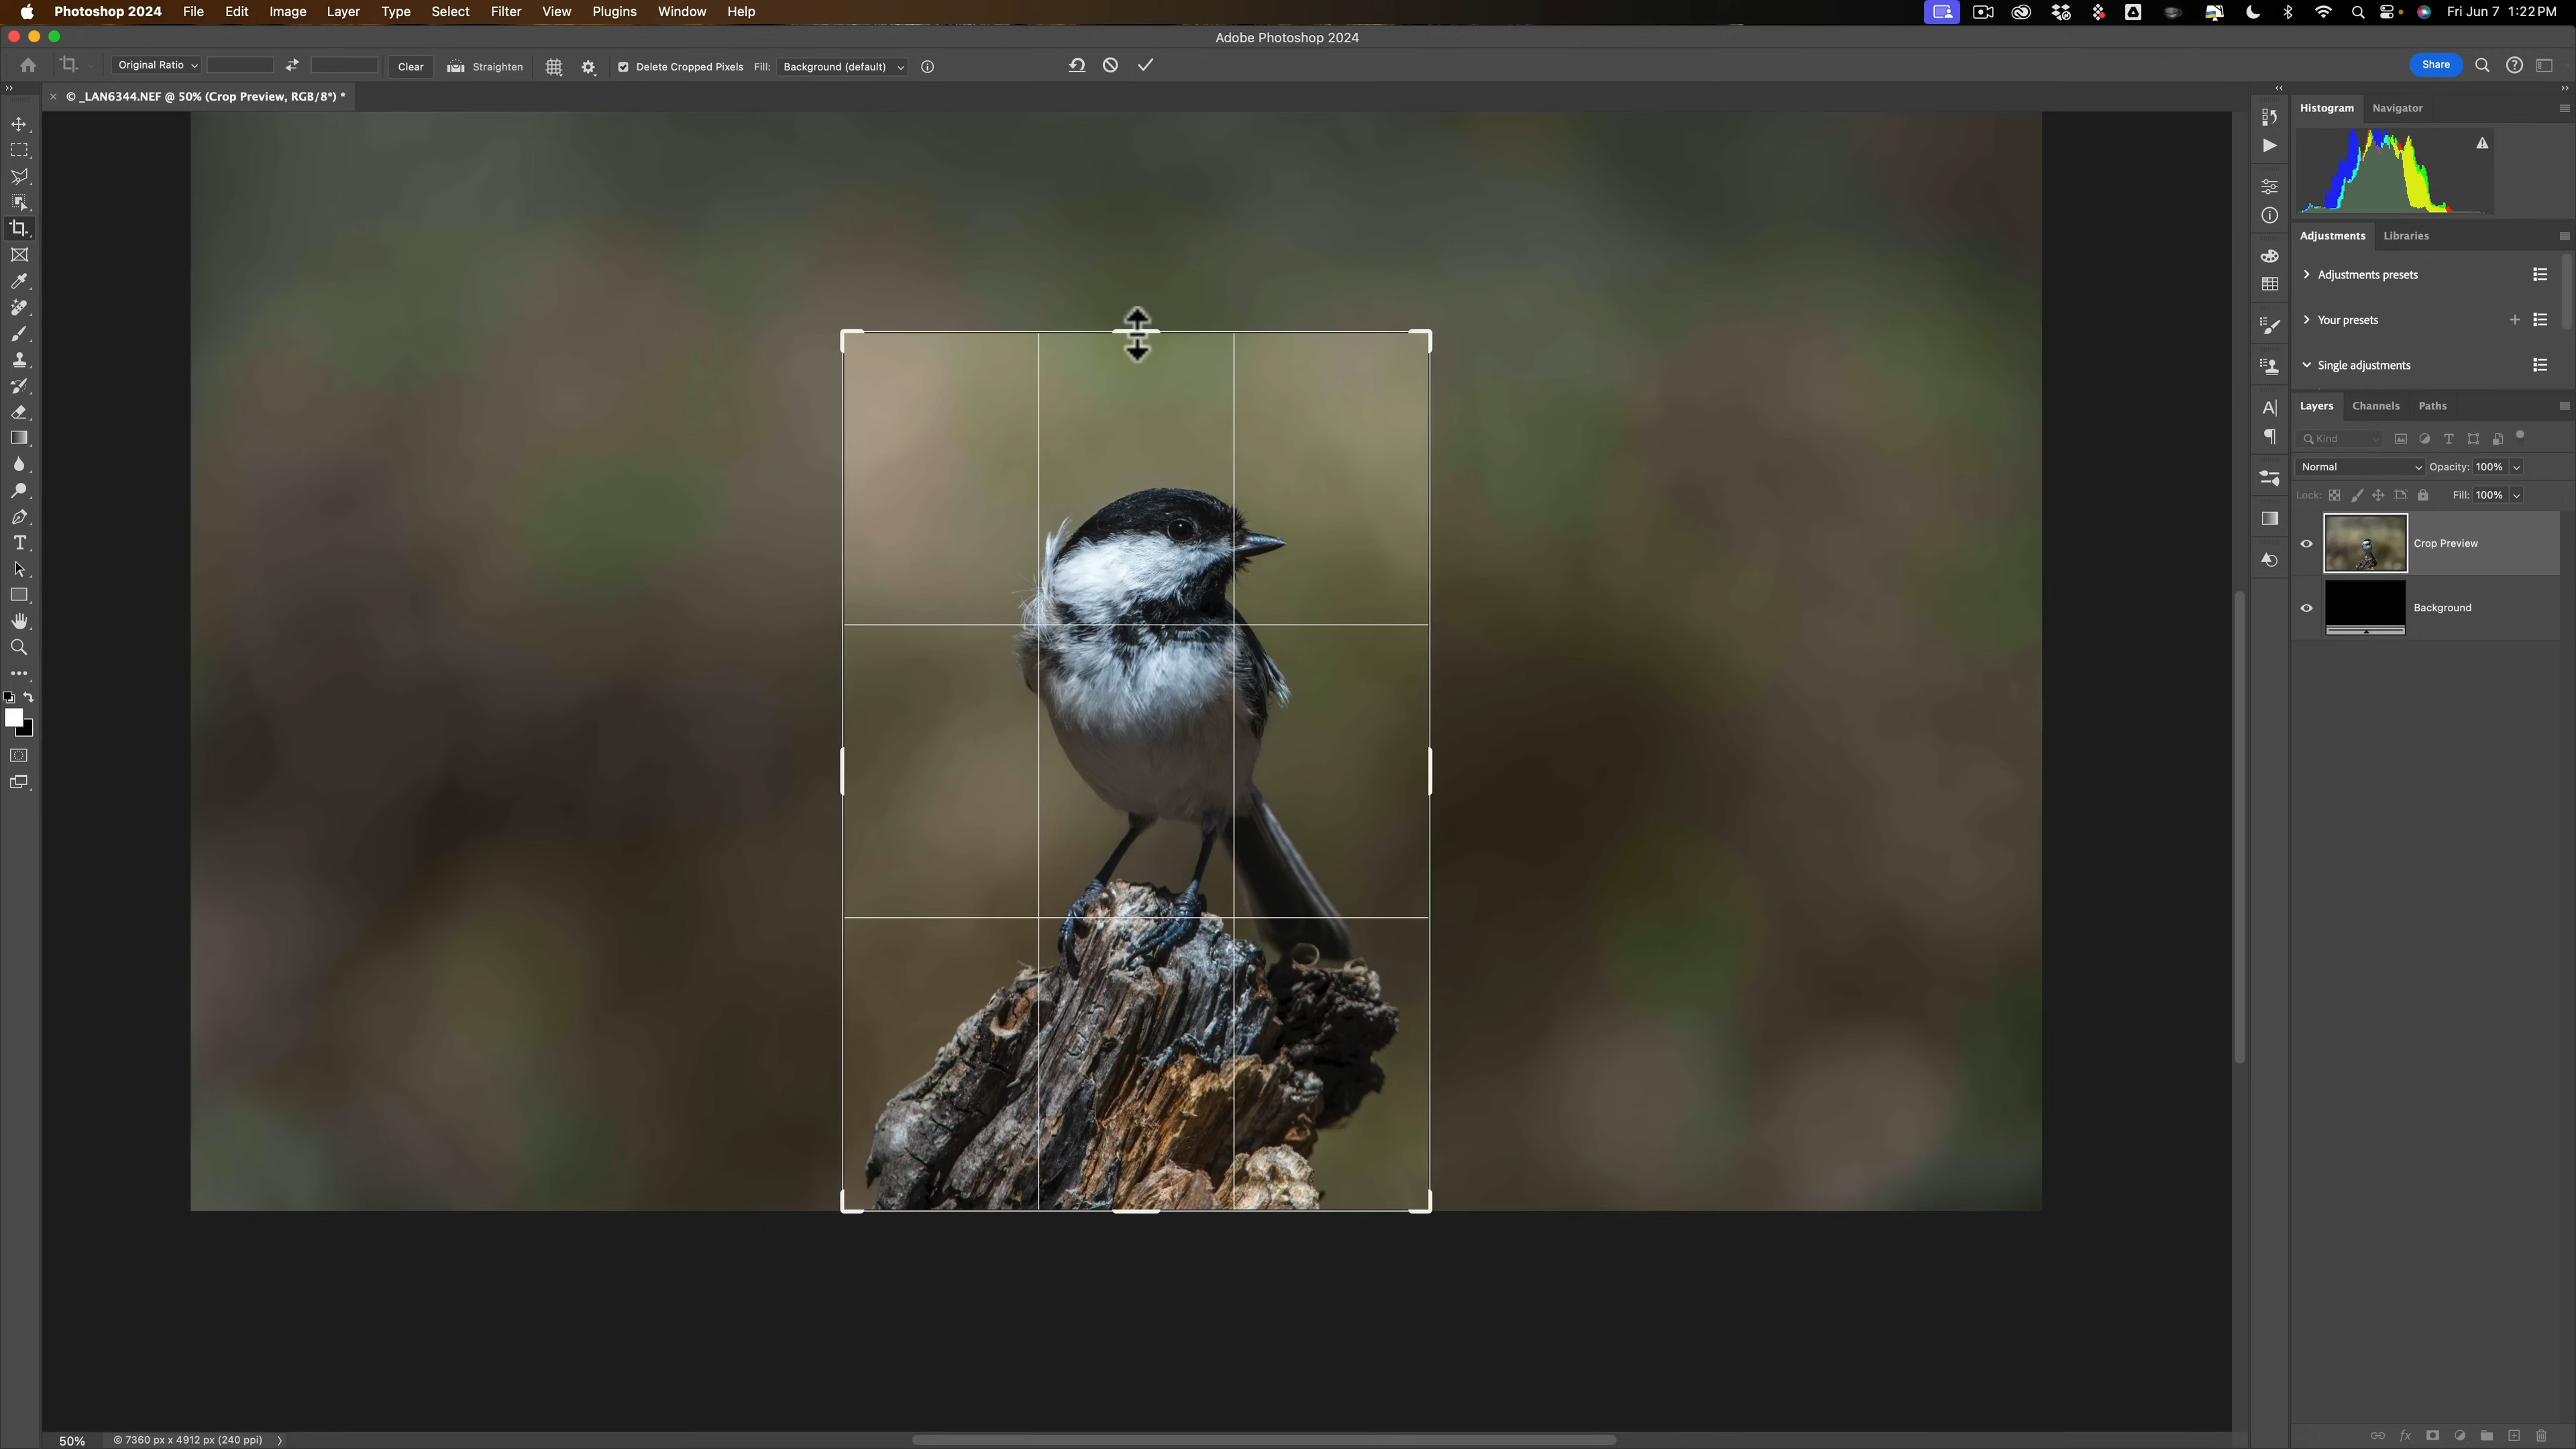 Photoshop 2024 File Edit Image Layer Type Select Filter View Plugins Window Help Fri Jun 7 1:22 PM
Adobe Photoshop 2024
Original Ratio Clear Straighten Delete Cropped Pixels Fill: Background (default) Share
© _LAN6344.NEF @ 50% (Crop Preview, RGB/8*) *
Histogram Navigator
Adjustments Libraries
Adjustments presets
Your presets
Single adjustments
Layers Channels Paths
Kind
Normal Opacity: 100%
Lock: Fill: 100%
Crop Preview
Background
50% © 7360 px x 4912 px (240 ppi)